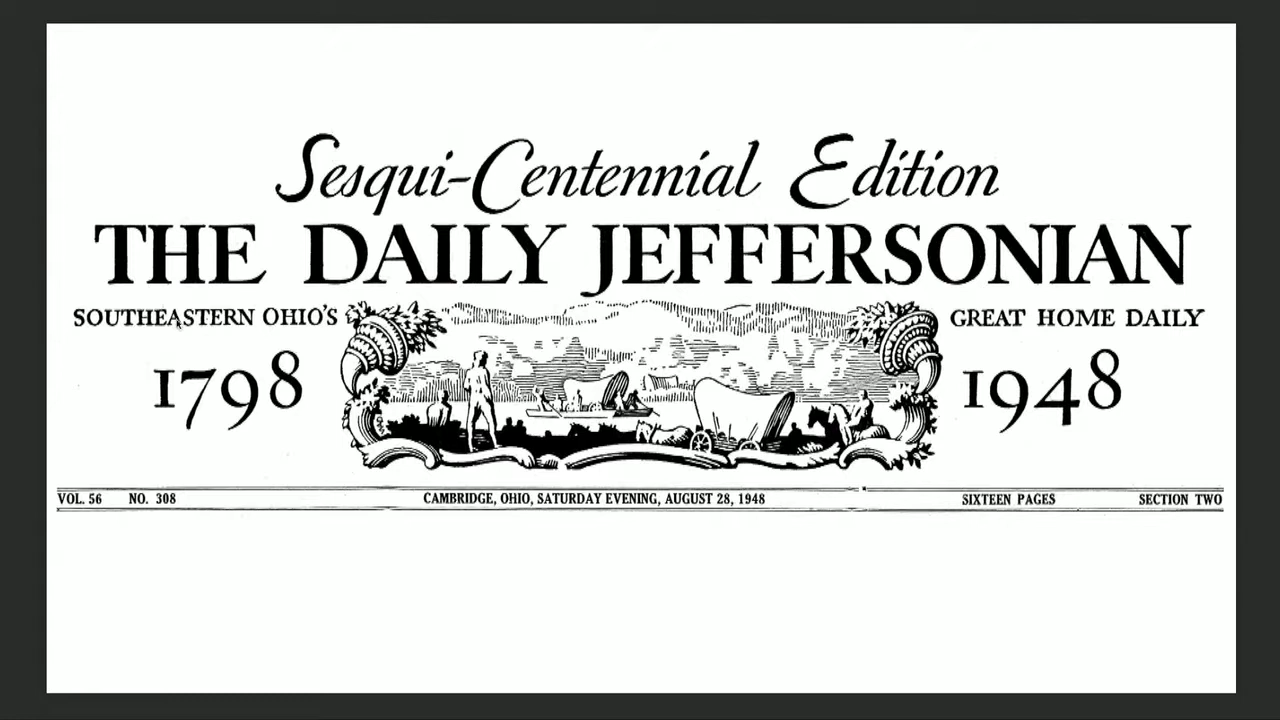 Sesqui-Centennial Edition
THE DAILY JEFFERSONIAN
SOUTHEASTERN OHIO'S GREAT HOME DAILY
1798 1948
VOL. 56 NO. 308 CAMBRIDGE, OHIO, SATURDAY EVENING, AUGUST 28, 1948 SIXTEEN PAGES SECTION TWO